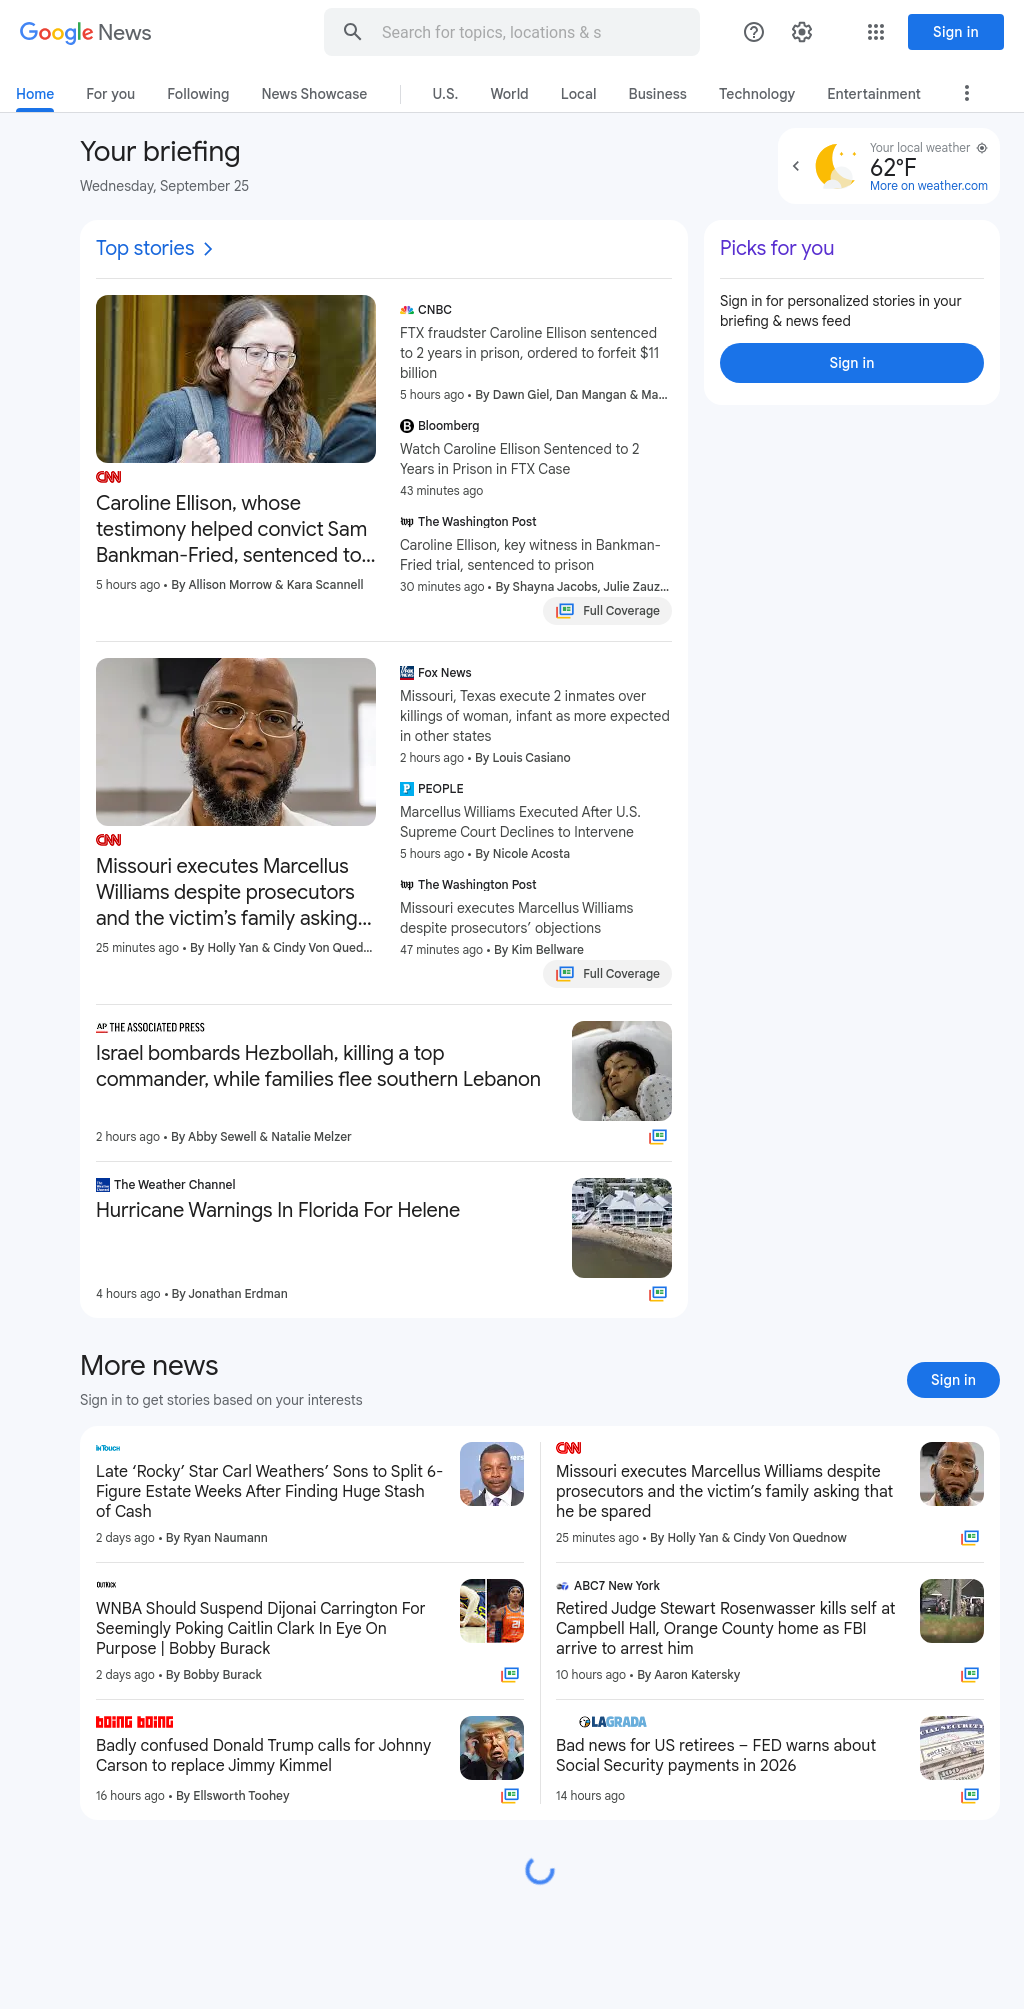 Google News
Search for topics, locations & s
Sign in
Home
For you
Following
News Showcase
U.S.
World
Local
Business
Technology
Entertainment
Your briefing
Wednesday, September 25
Your local weather
62°F
More on weather.com
Top stories
CNN
Caroline Ellison, whose
testimony helped convict Sam
Bankman-Fried, sentenced to...
5 hours ago • By Allison Morrow & Kara Scannell
CNBC
FTX fraudster Caroline Ellison sentenced
to 2 years in prison, ordered to forfeit $11
billion
5 hours ago • By Dawn Giel, Dan Mangan & Ma...
Bloomberg
Watch Caroline Ellison Sentenced to 2
Years in Prison in FTX Case
43 minutes ago
The Washington Post
Caroline Ellison, key witness in Bankman-
Fried trial, sentenced to prison
30 minutes ago • By Shayna Jacobs, Julie Zauz...
Full Coverage
Picks for you
Sign in for personalized stories in your
briefing & news feed
Sign in
CNN
Missouri executes Marcellus
Williams despite prosecutors
and the victim’s family asking...
25 minutes ago • By Holly Yan & Cindy Von Qued...
Fox News
Missouri, Texas execute 2 inmates over
killings of woman, infant as more expected
in other states
2 hours ago • By Louis Casiano
PEOPLE
Marcellus Williams Executed After U.S.
Supreme Court Declines to Intervene
5 hours ago • By Nicole Acosta
The Washington Post
Missouri executes Marcellus Williams
despite prosecutors’ objections
47 minutes ago • By Kim Bellware
Full Coverage
AP THE ASSOCIATED PRESS
Israel bombards Hezbollah, killing a top
commander, while families flee southern Lebanon
2 hours ago • By Abby Sewell & Natalie Melzer
The Weather Channel
Hurricane Warnings In Florida For Helene
4 hours ago • By Jonathan Erdman
More news
Sign in to get stories based on your interests
Sign in
InTouch
Late ‘Rocky’ Star Carl Weathers’ Sons to Split 6-
Figure Estate Weeks After Finding Huge Stash
of Cash
2 days ago • By Ryan Naumann
CNN
Missouri executes Marcellus Williams despite
prosecutors and the victim’s family asking that
he be spared
25 minutes ago • By Holly Yan & Cindy Von Quednow
OUTKICK
WNBA Should Suspend Dijonai Carrington For
Seemingly Poking Caitlin Clark In Eye On
Purpose | Bobby Burack
2 days ago • By Bobby Burack
ABC7 New York
Retired Judge Stewart Rosenwasser kills self at
Campbell Hall, Orange County home as FBI
arrive to arrest him
10 hours ago • By Aaron Katersky
boing boing
Badly confused Donald Trump calls for Johnny
Carson to replace Jimmy Kimmel
16 hours ago • By Ellsworth Toohey
LAGRADA
Bad news for US retirees – FED warns about
Social Security payments in 2026
14 hours ago